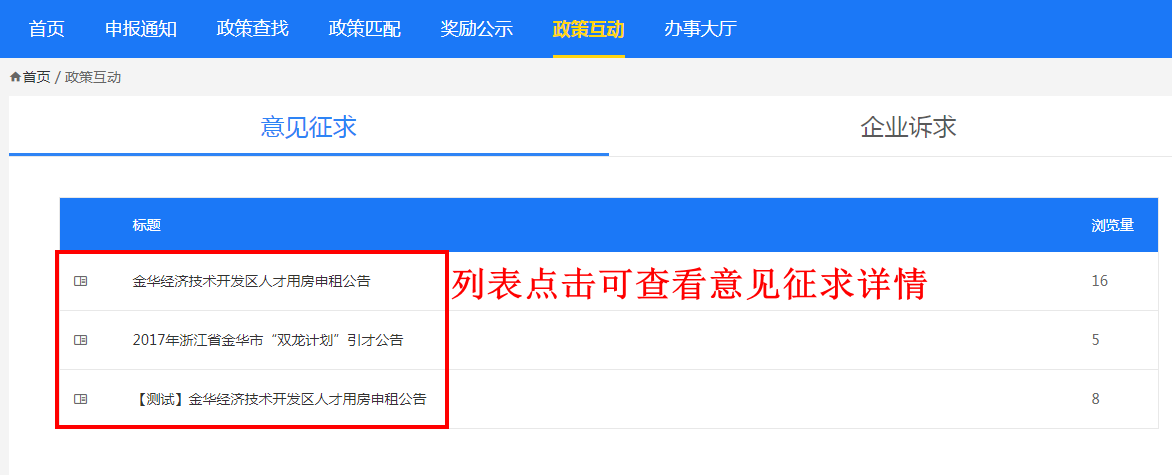 首页 申报通知 政策查找 政策匹配 奖励公示 政策互动 办事大厅
首页 / 政策互动
意见征求 企业诉求
标题 浏览量
金华经济技术开发区人才用房申租公告 列表点击可查看意见征求详情 16
2017年浙江省金华市“双龙计划”引才公告 5
【测试】金华经济技术开发区人才用房申租公告 8